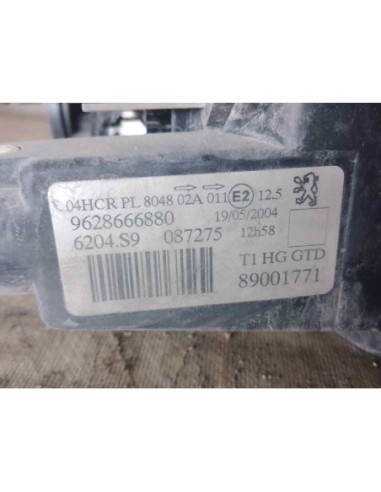 04HCR PL 8048 02A 011 E2 12.5
9628666880 19/05/2004
6204.S9 087275 12h58
T1 HG GTD
89001771